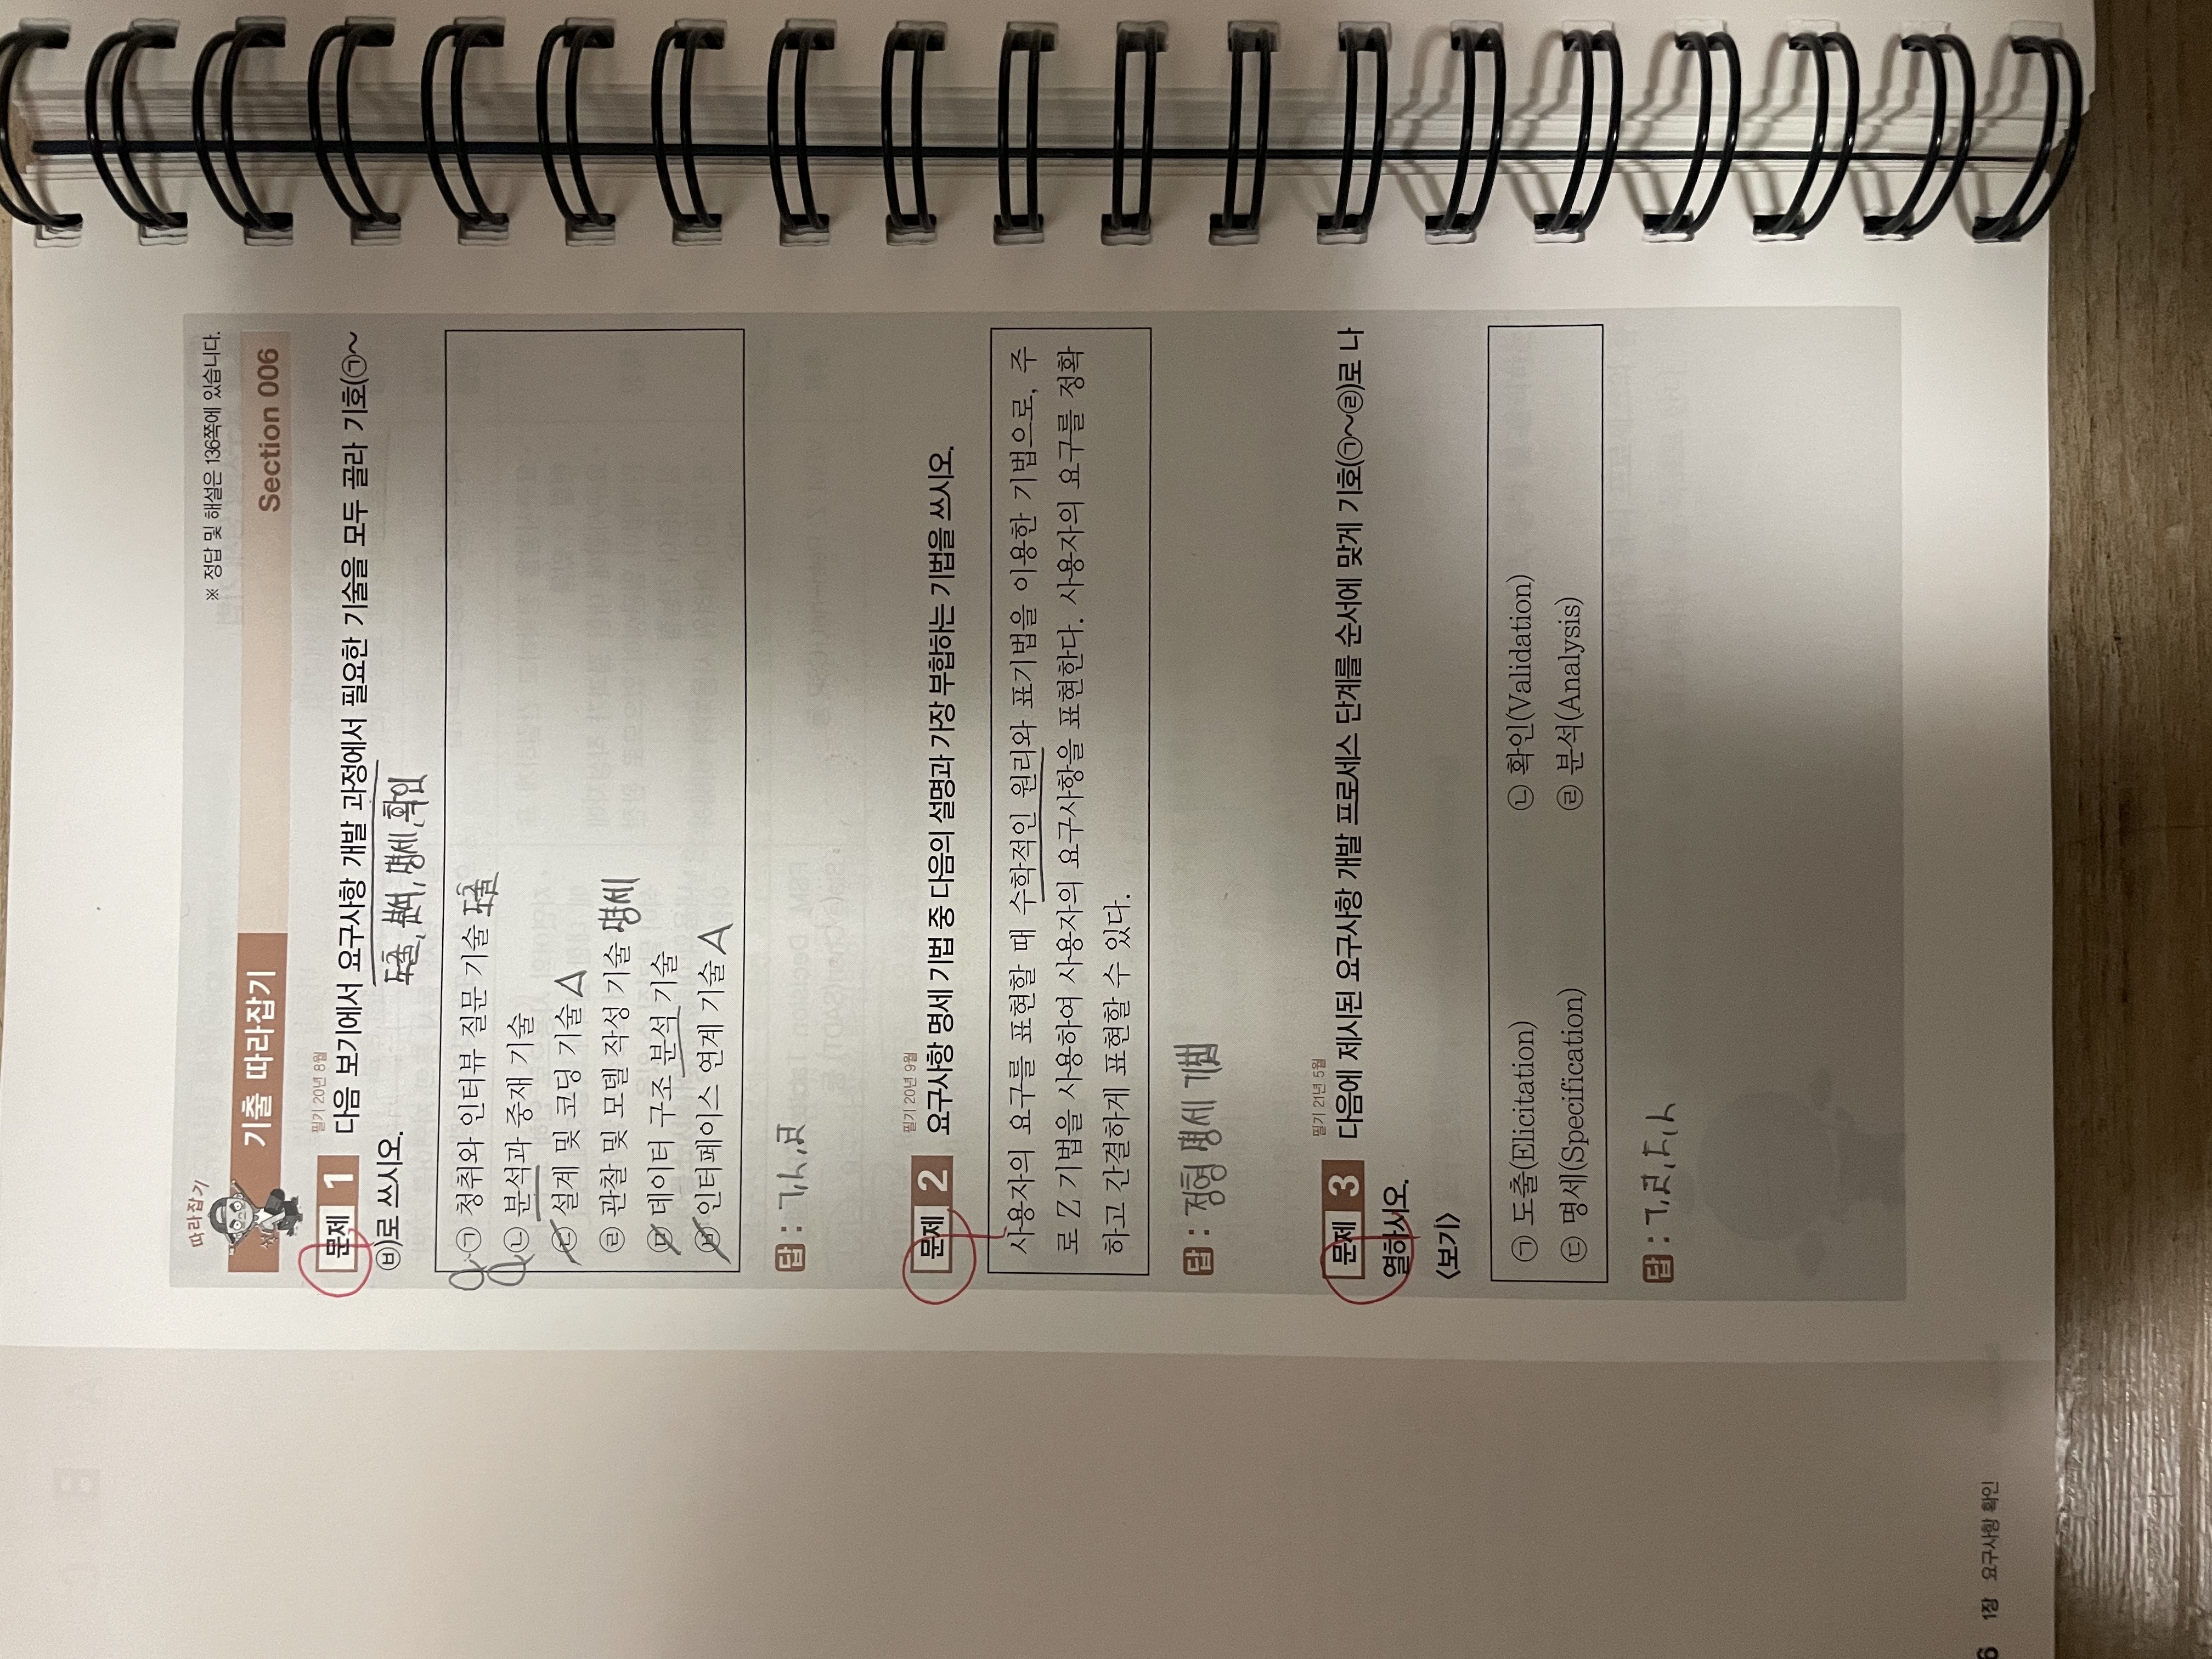 따라잡기
※ 정답 및 해설은 136쪽에 있습니다.
기출 따라잡기
Section 006
필기 20년 8월
문제 1 다음 보기에서 요구사항 개발 과정에서 필요한 기술을 모두 골라 기호(㉠~
㉥)로 쓰시오.
도출, 분석, 명세, 확인
㉠ 청취와 인터뷰 질문 기술 도출
㉡ 분석과 중재 기술
㉢ 설계 및 코딩 기술 △
㉣ 관찰 및 모델 작성 기술 명세
㉤ 데이터 구조 분석 기술
㉥ 인터페이스 연계 기술 △
답 : ㄱ, ㄴ, ㄹ
필기 20년 9월
문제 2 요구사항 명세 기법 중 다음의 설명과 가장 부합하는 기법을 쓰시오.
사용자의 요구를 표현할 때 수학적인 원리와 표기법을 이용한 기법으로, 주
로 Z 기법을 사용하여 사용자의 요구사항을 표현한다. 사용자의 요구를 정확
하고 간결하게 표현할 수 있다.
답 : 정형 명세 기법
필기 21년 5월
문제 3 다음에 제시된 요구사항 개발 프로세스 단계를 순서에 맞게 기호(㉠~㉣)로 나
열하시오.
〈보기〉
㉠ 도출(Elicitation) ㉡ 확인(Validation)
㉢ 명세(Specification) ㉣ 분석(Analysis)
답 : ㄱ, ㄹ, ㄷ, ㄴ
6 1장 요구사항 확인